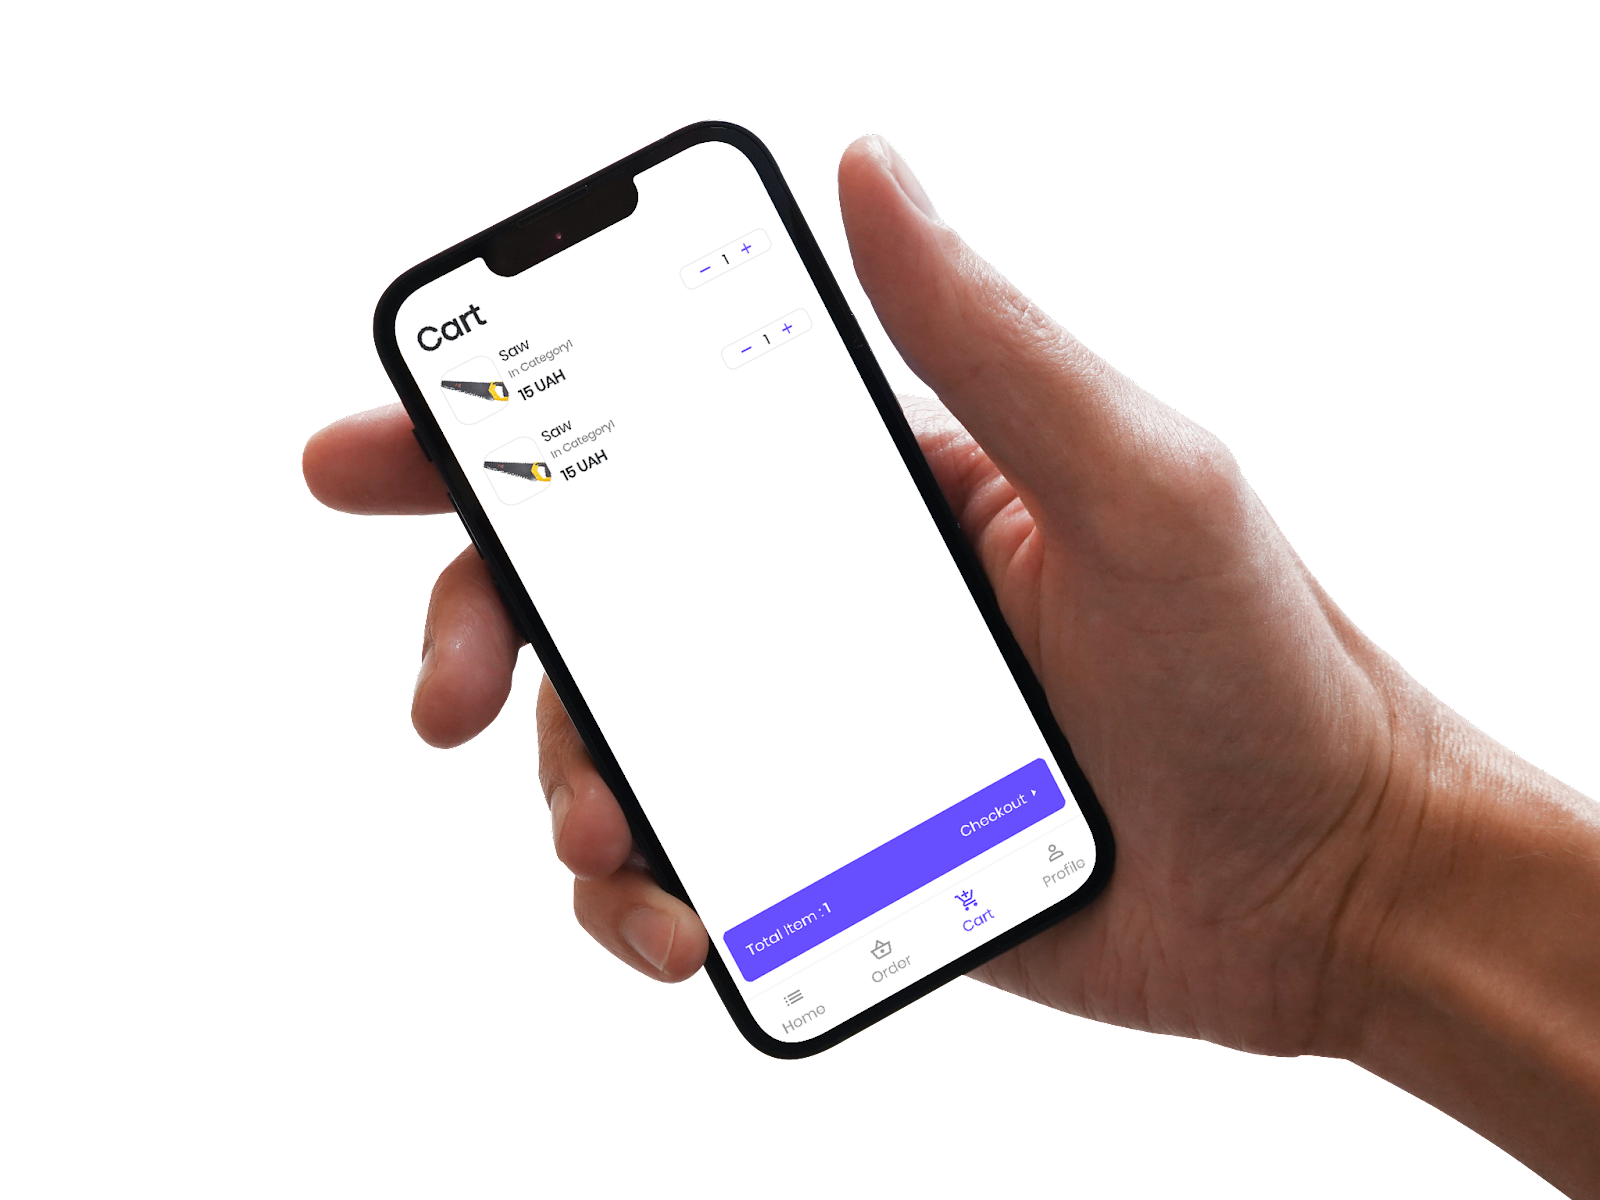 Cart
Saw
In Category1
15 UAH
− 1 +
Saw
In Category1
15 UAH
− 1 +
Total Item : 1
Checkout
Home
Order
Cart
Profile